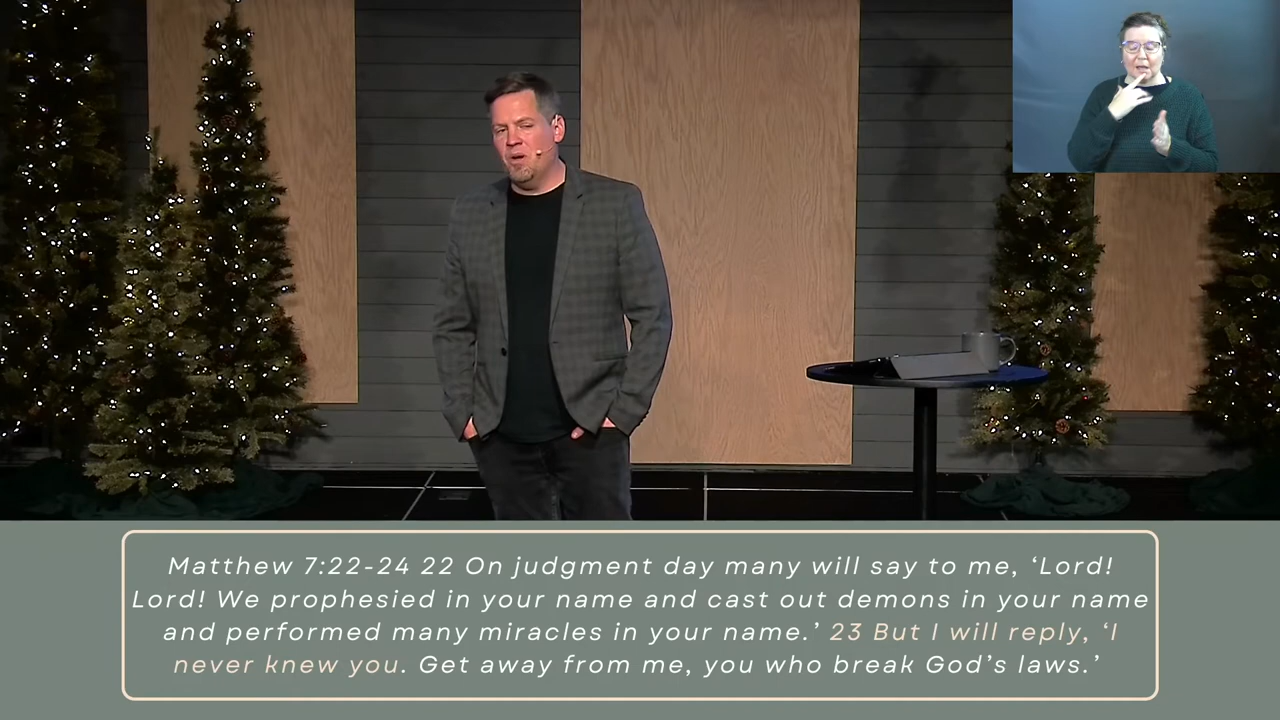 Matthew 7:22-24 22 On judgment day many will say to me, ‘Lord!
Lord! We prophesied in your name and cast out demons in your name
and performed many miracles in your name.’ 23 But I will reply, ‘I
never knew you. Get away from me, you who break God’s laws.’